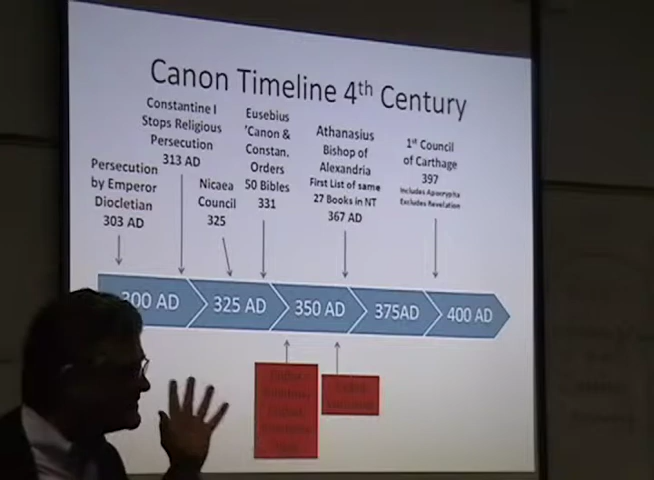 Canon Timeline 4th Century
Constantine I
Stops Religious
Persecution
313 AD
Eusebius
'Canon &
Constan.
Orders
50 Bibles
331
Athanasius
Bishop of
Alexandria
First List of same
27 Books in NT
367 AD
1st Council
of Carthage
397
Includes Apocrypha
Excludes Revelation
Persecution
by Emperor
Diocletian
303 AD
Nicaea
Council
325
300 AD
325 AD
350 AD
375AD
400 AD